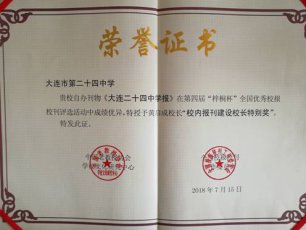 荣誉证书
大连市第二十四中学
贵校自办刊物《大连二十四中学报》在第四届“梓桐杯”全国优秀校报
校刊评选活动中成绩优异。特授予黄启成校长“校内报刊建设校长特别奖”。
特发此证。
2018年7月15日